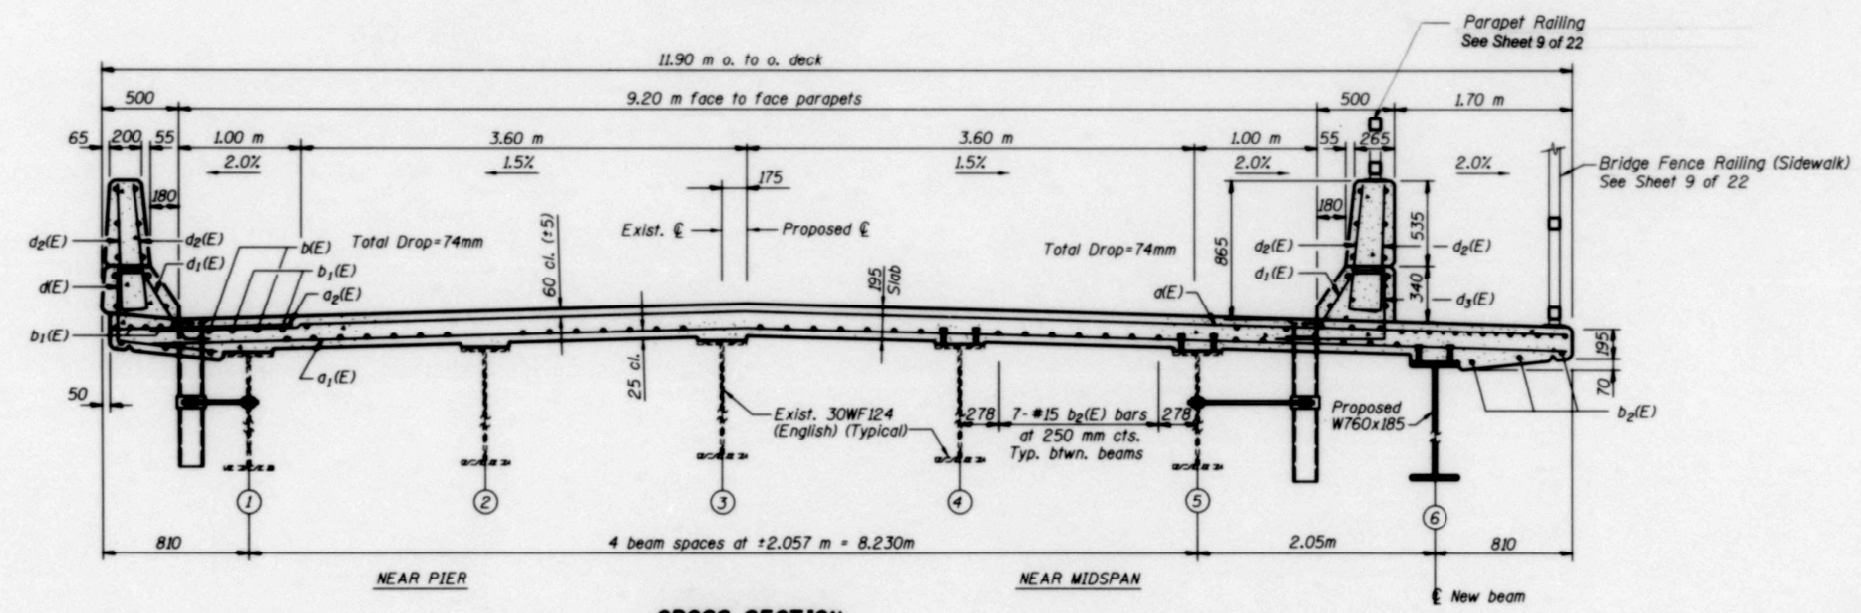 Parapet Railing
See Sheet 9 of 22
11.90 m o. to o. deck
500
9.20 m face to face parapets
500
1.70 m
65
200
55
1.00 m
3.60 m
3.60 m
1.00 m
55
265
2.0%
1.5%
1.5%
2.0%
2.0%
Bridge Fence Railing (Sidewalk)
See Sheet 9 of 22
175
180
180
Exist. ℄
Proposed ℄
d2(E)
d2(E)
b(E)
Total Drop=74mm
60 cl. (±5)
Total Drop=74mm
865
d2(E)
d2(E)
535
d1(E)
b1(E)
d1(E)
d(E)
a2(E)
195
Slab
a(E)
340
d3(E)
b1(E)
a1(E)
25 cl.
195
70
50
Exist. 30WF124
(English) (Typical)
278
7-#15 b2(E) bars
278
at 250 mm cts.
Typ. btwn. beams
Proposed
W760x185
b2(E)
1
2
3
4
5
6
810
4 beam spaces at ±2.057 m = 8.230m
2.05m
810
NEAR PIER
NEAR MIDSPAN
℄ New beam
CROSS SECTION